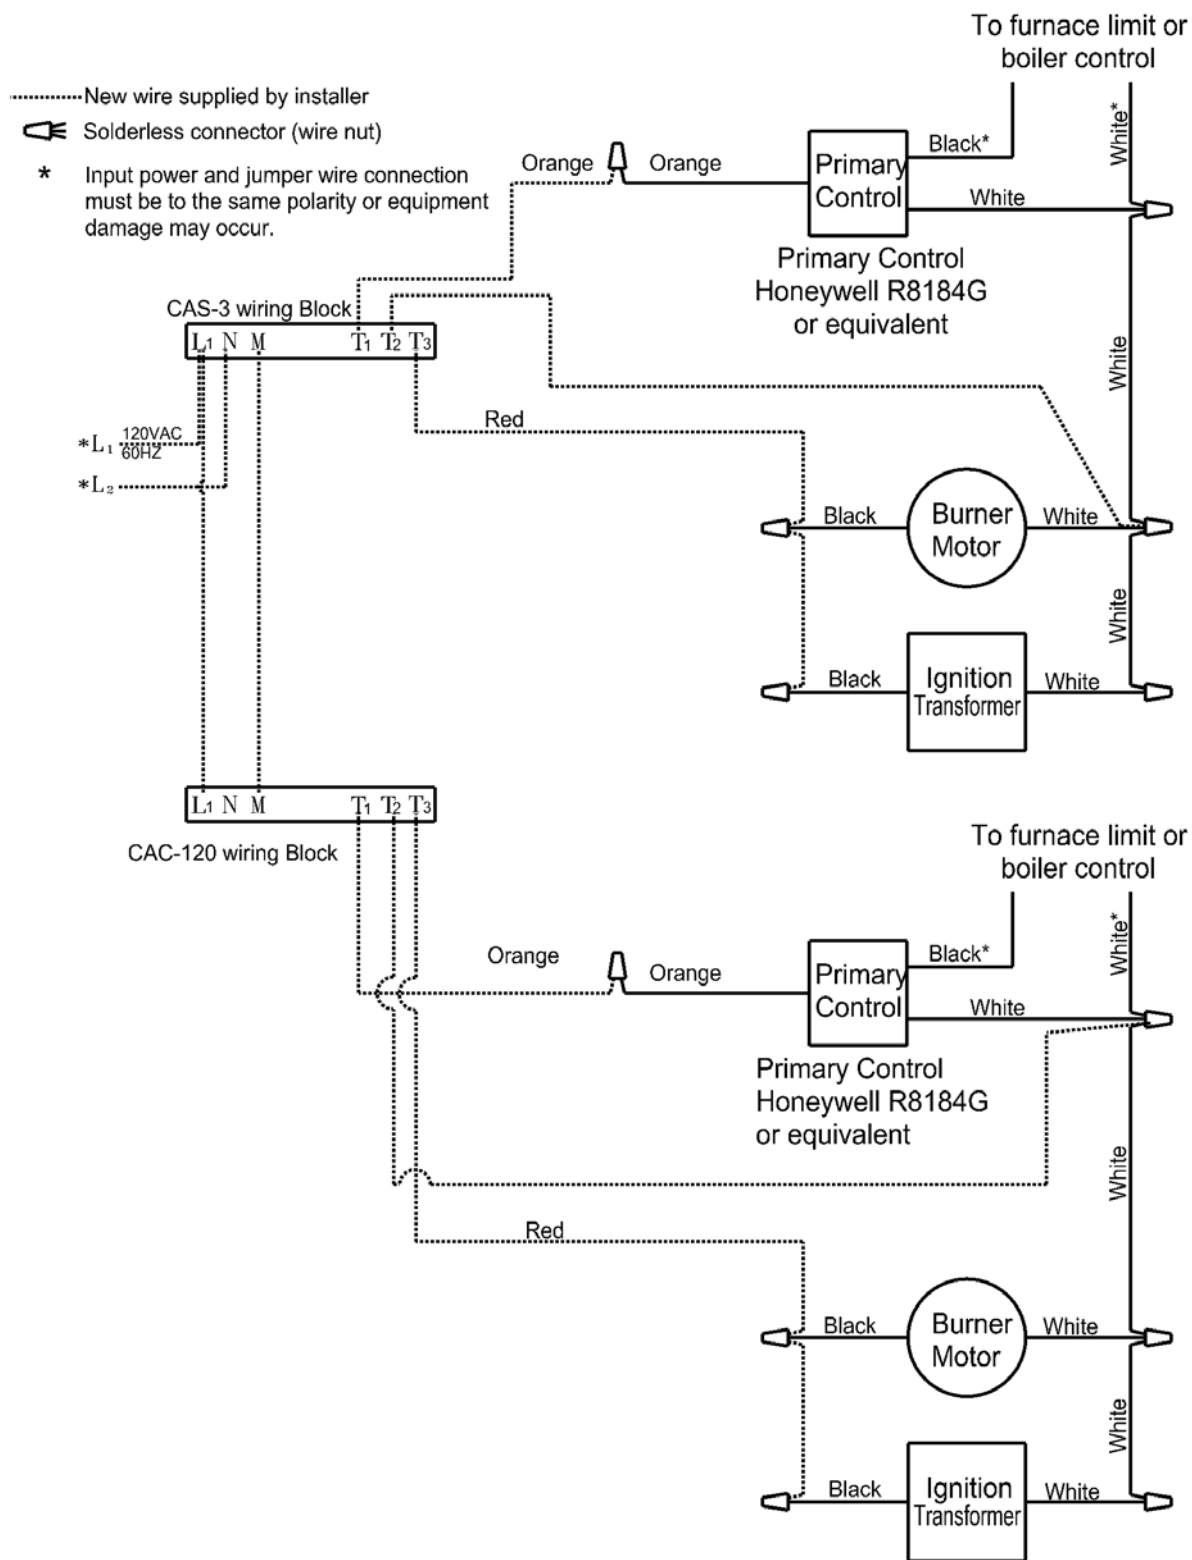 To furnace limit or
boiler control
New wire supplied by installer
Solderless connector (wire nut)
* Input power and jumper wire connection
must be to the same polarity or equipment
damage may occur.
Orange
Orange
Primary
Control
Black*
White*
White
Primary Control
Honeywell R8184G
or equivalent
CAS-3 wiring Block
L1 N M T1 T2 T3
White
Red
*L1 120VAC
60HZ
*L2
Black
Burner
Motor
White
White
Black
Ignition
Transformer
White
L1 N M T1 T2 T3
CAC-120 wiring Block
To furnace limit or
boiler control
Orange
Orange
Primary
Control
Black*
White*
White
Primary Control
Honeywell R8184G
or equivalent
White
Red
Black
Burner
Motor
White
White
Black
Ignition
Transformer
White